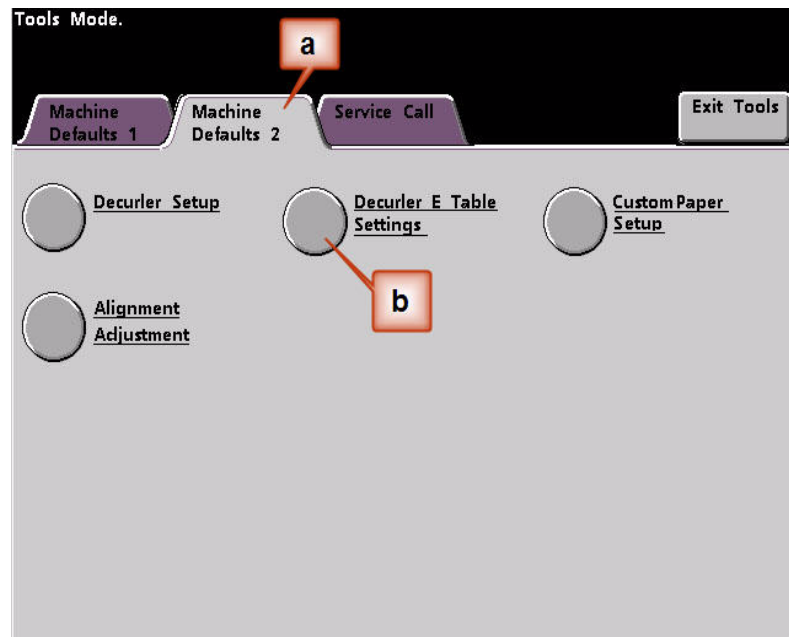 Tools Mode.
a
Machine
Defaults 1
Machine
Defaults 2
Service Call
Exit Tools
Decurler Setup
Decurler E Table
Settings
Custom Paper
Setup
b
Alignment
Adjustment